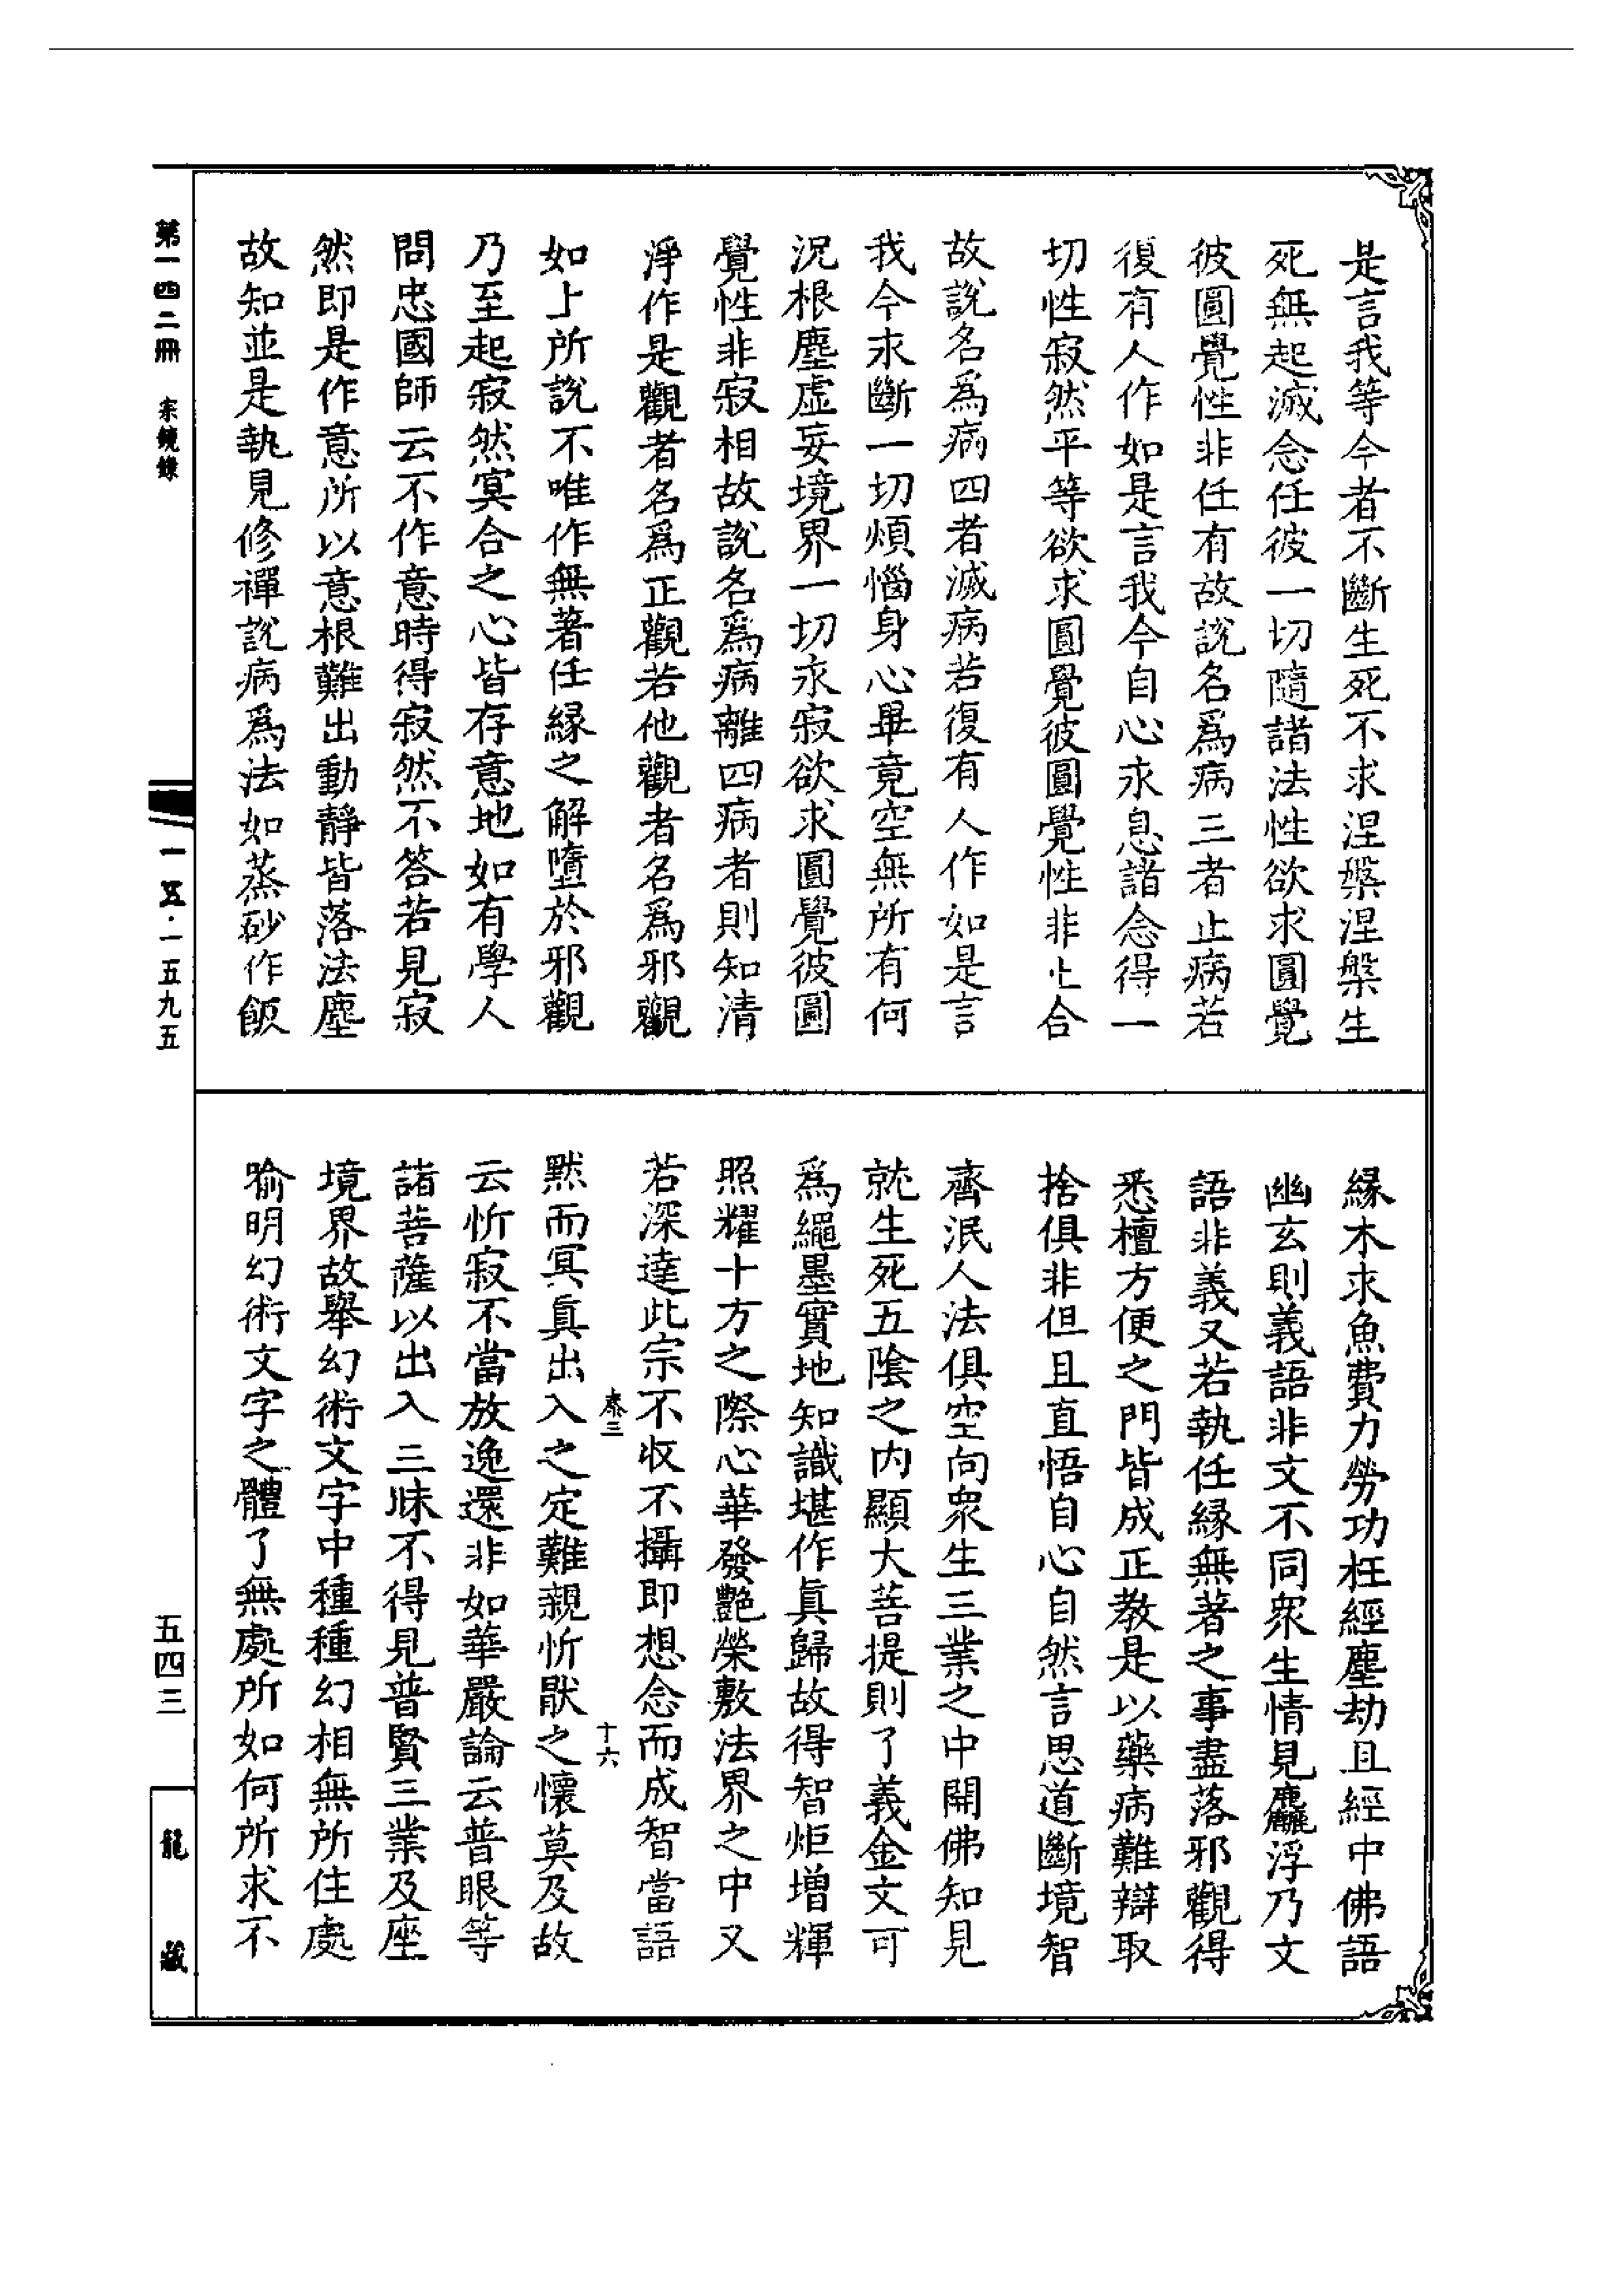 是言我等今者不斷生死不求涅槃涅槃生
死無起滅念任彼一切隨諸法性欲求圓覺
彼圓覺性非任有故說名爲病三者止病若
復有人作如是言我今自心永息諸念得一
切性寂然平等欲求圓覺彼圓覺性非止合
故說名爲病四者滅病若復有人作如是言
我今永斷一切煩惱身心畢竟空無所有何
況根塵虛妄境界一切永寂欲求圓覺彼圓
覺性非寂相故說名爲病離四病者則知清
淨作是觀者名爲正觀若他觀者名爲邪觀
如上所說不唯作無著任緣之解墮於邪觀
乃至起寂然冥合之心皆存意地如有學人
問忠國師云不作意時得寂然不答若見寂
然即是作意所以意根難出動靜皆落法塵
故知並是執見修禪說病爲法如蒸砂作飯
緣木求魚費力勞功枉經塵劫且經中佛語
幽玄則義語非文不同眾生情見麤浮乃文
語非義又若執任緣無著之事盡落邪觀得
悉檀方便之門皆成正教是以藥病難辯取
捨俱非但且直悟自心自然言思道斷境智
齊泯人法俱空向眾生三業之中開佛知見
就生死五陰之內顯大菩提則了義金文可
爲繩墨實地知識堪作眞歸故得智炬增輝
照耀十方之際心華發艷榮敷法界之中又
若深達此宗不收不攝即想念而成智當語
泰三
十六
默而冥眞出入之定難親忻猒之懷莫及故
云忻寂不當放逸還非如華嚴論云普眼等
諸菩薩以出入三昧不得見普賢三業及座
境界故舉幻術文字中種種幻相無所住處
喻明幻術文字之體了無處所如何所求不
第一四二冊 宗鏡錄
一五·一五九五
五四三
龍藏